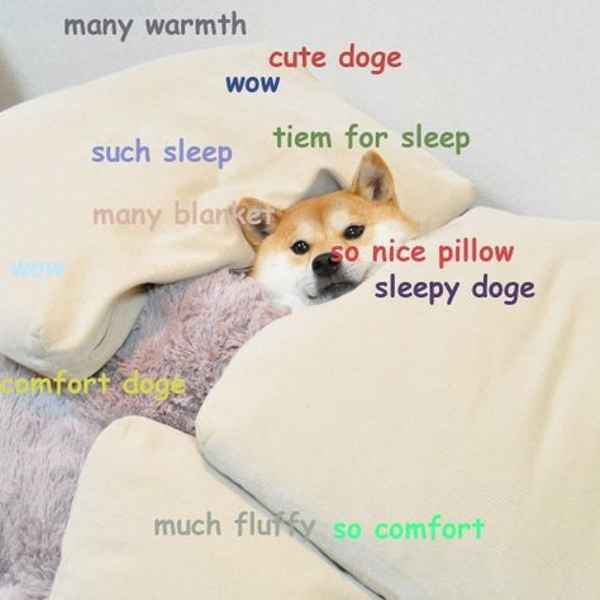 many warmth
cute doge
wow
tiem for sleep
such sleep
many blanket
so nice pillow
wow
sleepy doge
comfort doge
much fluffy
so comfort